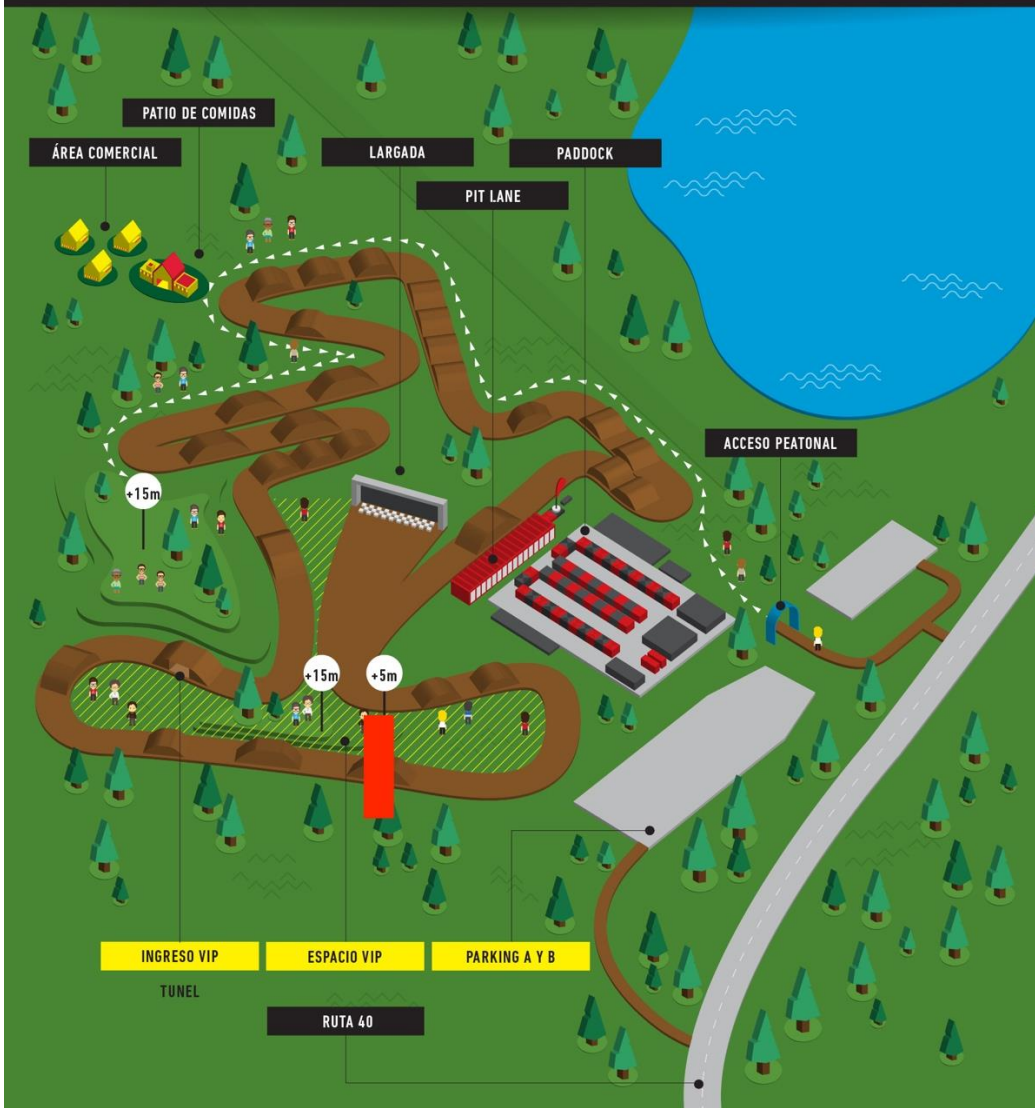 PATIO DE COMIDAS
ÁREA COMERCIAL
LARGADA
PADDOCK
PIT LANE
ACCESO PEATONAL
+15m
+15m
+5m
INGRESO VIP
ESPACIO VIP
PARKING A Y B
TUNEL
RUTA 40